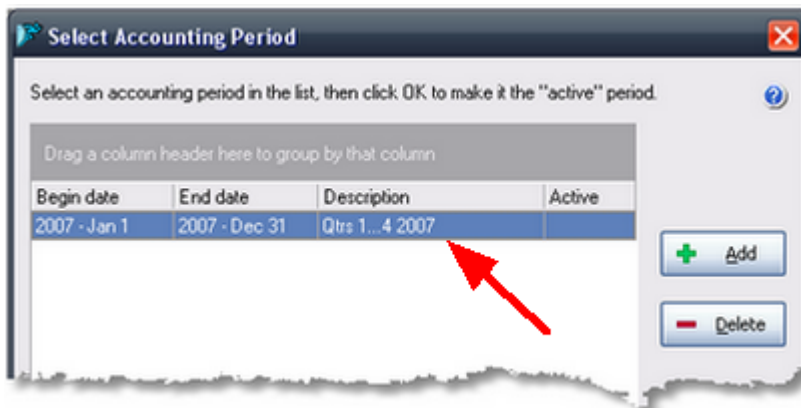 Select Accounting Period
Select an accounting period in the list, then click OK to make it the "active" period.
Drag a column header here to group by that column
Begin date End date Description Active
2007 - Jan 1 2007 - Dec 31 Qtrs 1...4 2007
Add
Delete